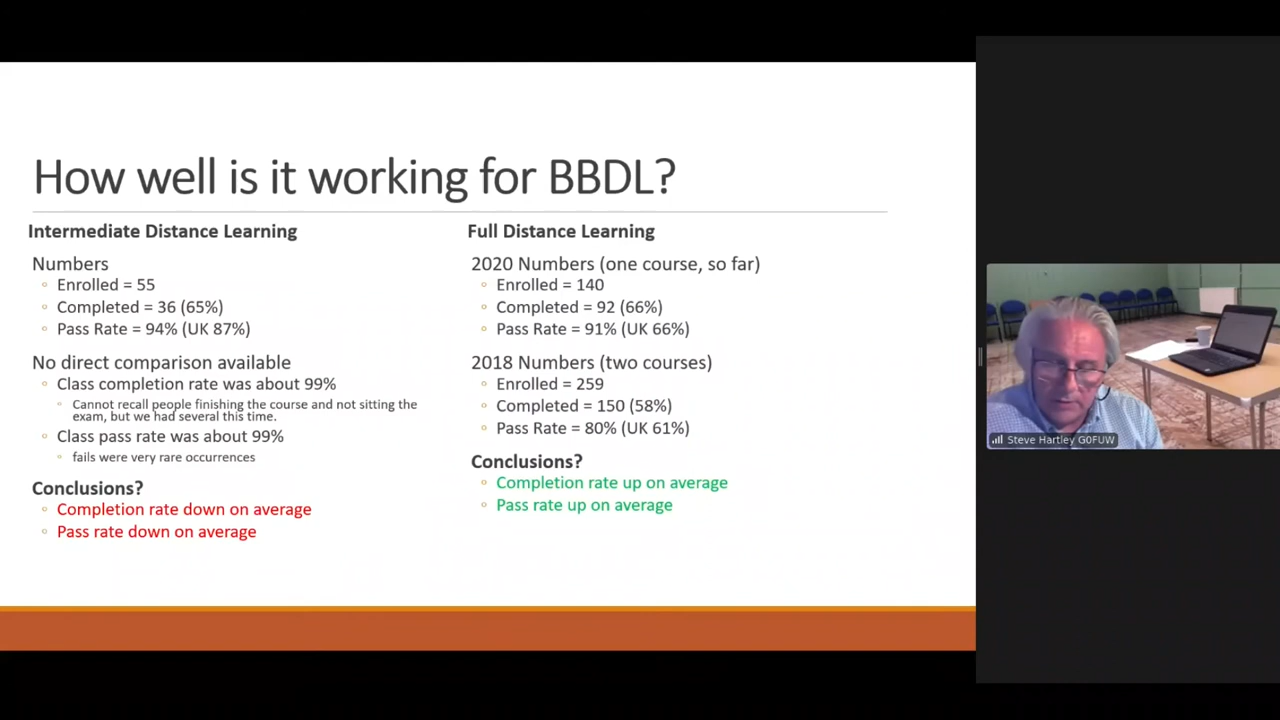 How well is it working for BBDL?
Intermediate Distance Learning
Numbers
Enrolled = 55
Completed = 36 (65%)
Pass Rate = 94% (UK 87%)
No direct comparison available
Class completion rate was about 99%
Cannot recall people finishing the course and not sitting the
exam, but we had several this time.
Class pass rate was about 99%
fails were very rare occurrences
Conclusions?
Completion rate down on average
Pass rate down on average
Full Distance Learning
2020 Numbers (one course, so far)
Enrolled = 140
Completed = 92 (66%)
Pass Rate = 91% (UK 66%)
2018 Numbers (two courses)
Enrolled = 259
Completed = 150 (58%)
Pass Rate = 80% (UK 61%)
Conclusions?
Completion rate up on average
Pass rate up on average
Steve Hartley G0FUW